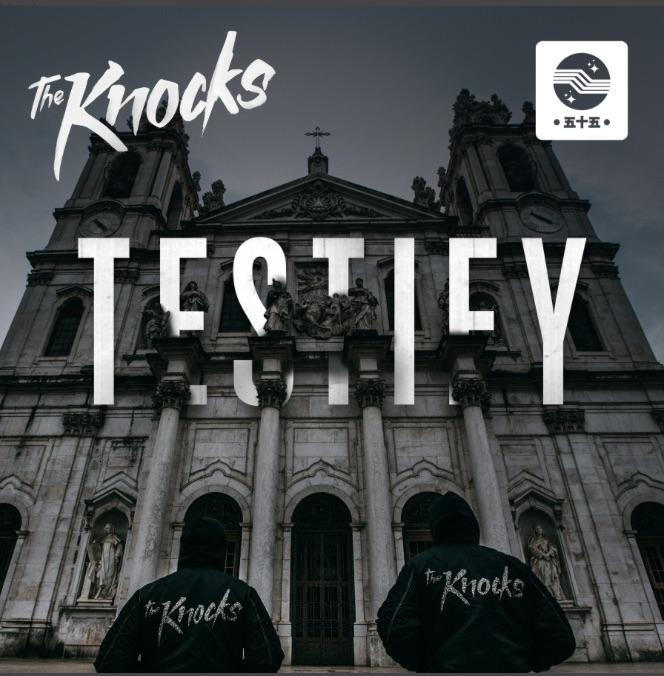 The Knocks
• 五十五 •
TESTIFY
The Knocks
The Knocks